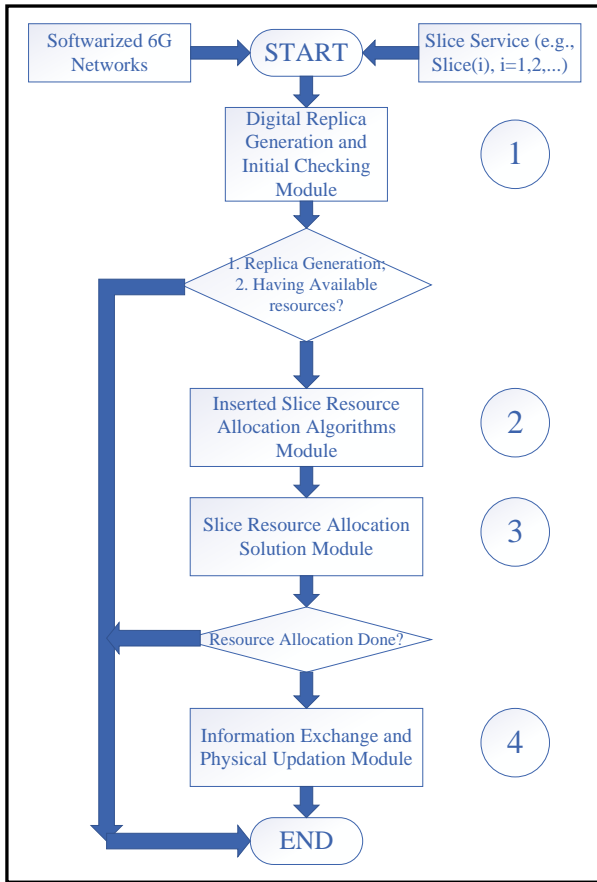 Softwarized 6G
Networks
START
Slice Service (e.g.,
Slice(i), i=1,2,...)
Digital Replica
Generation and
Initial Checking
Module
1
1. Replica Generation;
2. Having Available
resources?
Inserted Slice Resource
Allocation Algorithms
Module
2
Slice Resource Allocation
Solution Module
3
Resource Allocation Done?
Information Exchange and
Physical Updation Module
4
END